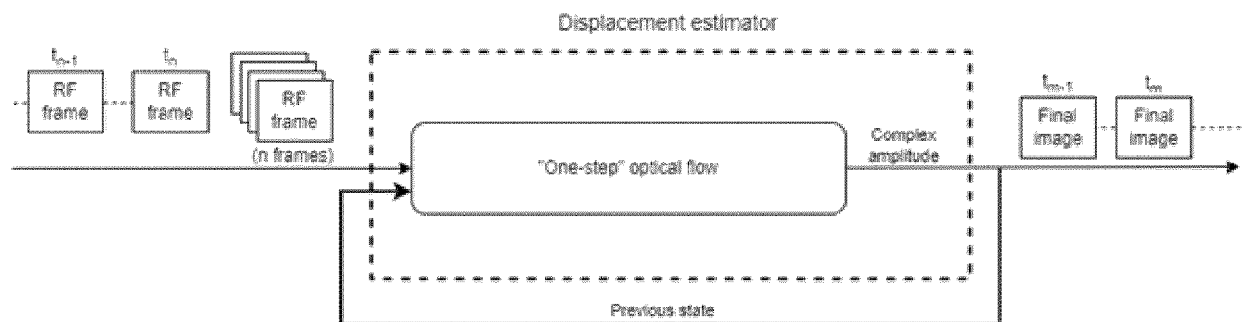 Displacement estimator
tn-1
tn
RF
frame
RF
frame
RF
frame
(n frames)
"One-step" optical flow
Complex
amplitude
tm-1
tm
Final
image
Final
image
Previous state